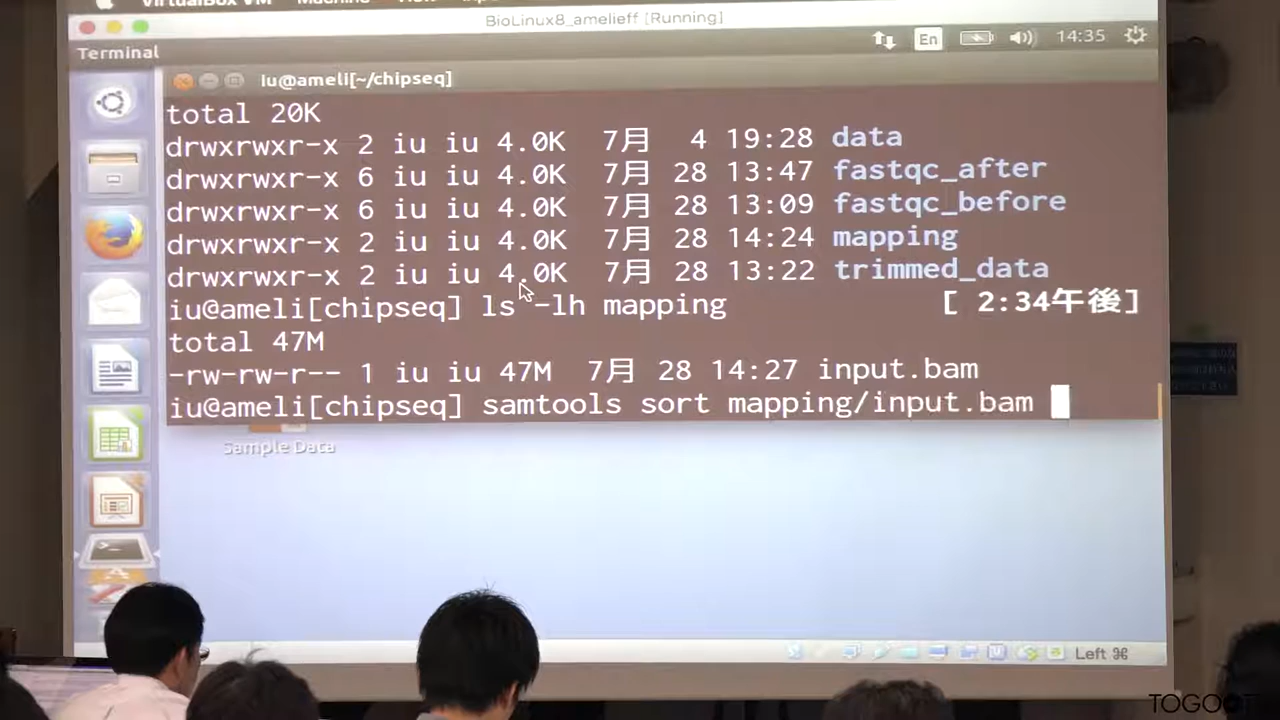 BioLinux8_amelieff [Running]
Terminal
En
14:35
iu@ameli[~/chipseq]
total 20K
drwxrwxr-x 2 iu iu 4.0K 7月 4 19:28 data
drwxrwxr-x 6 iu iu 4.0K 7月 28 13:47 fastqc_after
drwxrwxr-x 6 iu iu 4.0K 7月 28 13:09 fastqc_before
drwxrwxr-x 2 iu iu 4.0K 7月 28 14:24 mapping
drwxrwxr-x 2 iu iu 4.0K 7月 28 13:22 trimmed_data
iu@ameli[chipseq] ls -lh mapping [ 2:34午後]
total 47M
-rw-rw-r-- 1 iu iu 47M 7月 28 14:27 input.bam
iu@ameli[chipseq] samtools sort mapping/input.bam
Sample Data
Left ⌘